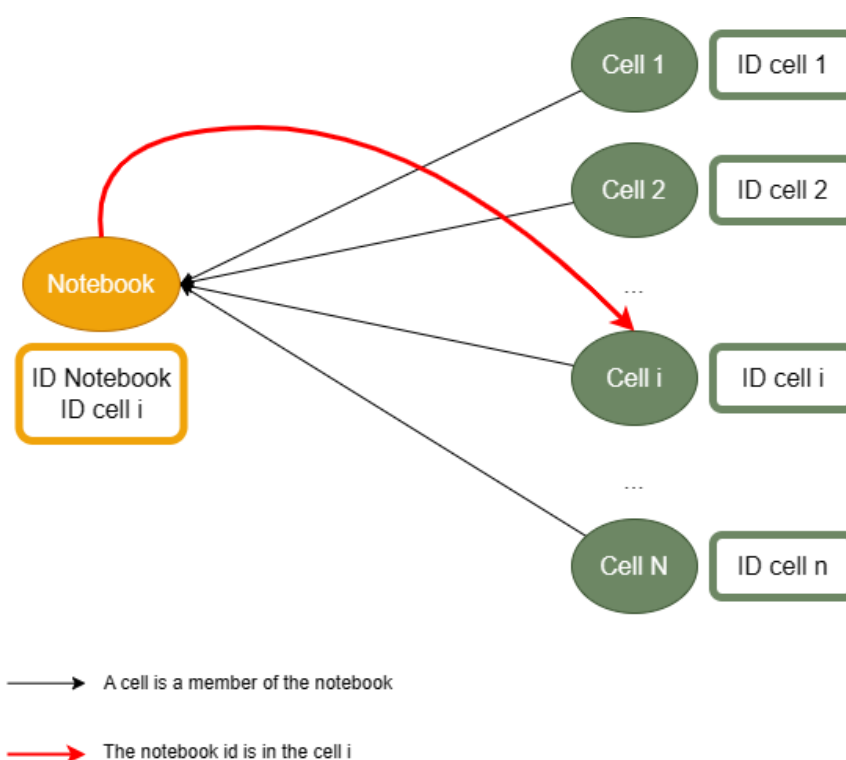 Cell 1
ID cell 1
Cell 2
ID cell 2
...
Notebook
ID Notebook
ID cell i
Cell i
ID cell i
...
Cell N
ID cell n
A cell is a member of the notebook
The notebook id is in the cell i